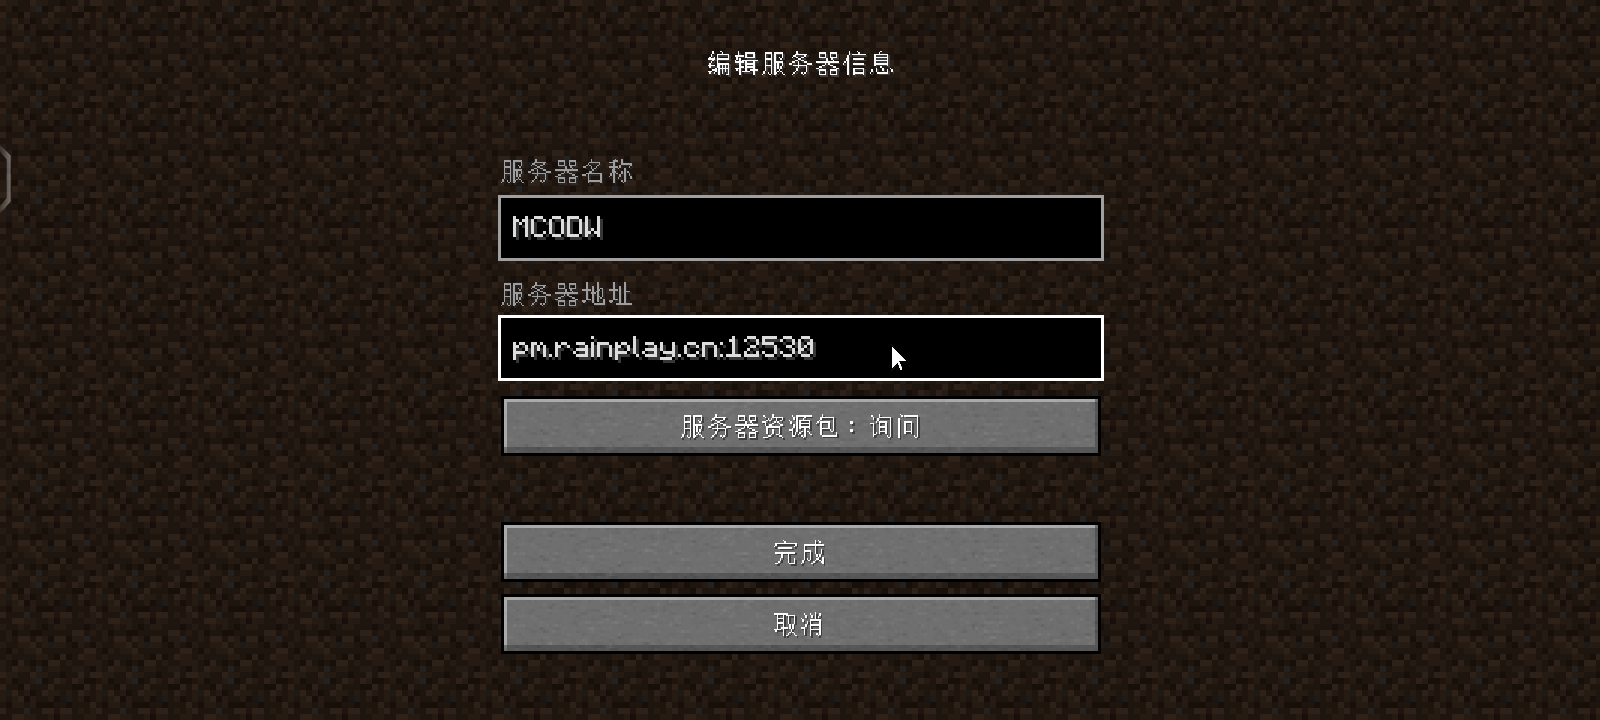 编辑服务器信息
服务器名称
MCODW
服务器地址
pm.rainplay.cn:12530
服务器资源包：询问
完成
取消